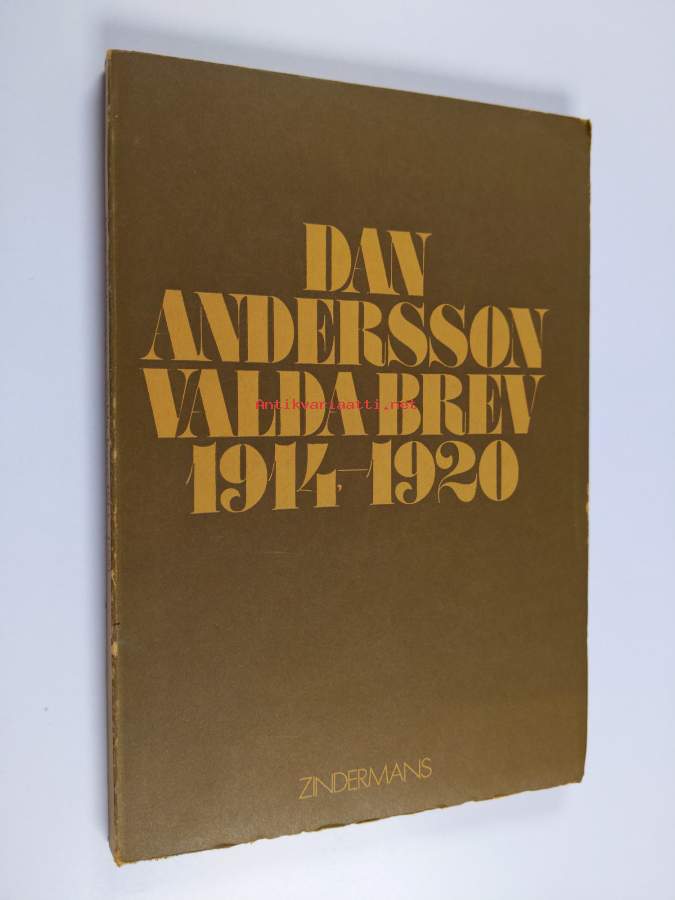 DAN
ANDERSSON
VALDA BREV
1914–1920
Antikvariaatti.net
ZINDERMANS